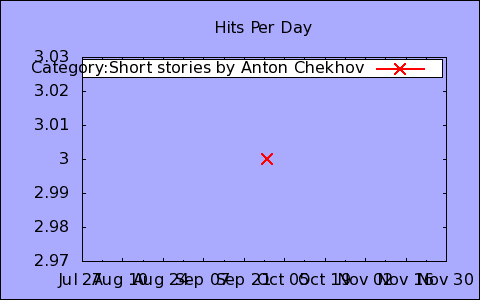 Hits Per Day
3.03
Category:Short stories by Anton Chekhov
3.02
3.01
3
2.99
2.98
2.97
Jul 27 Aug 10 Aug 24 Sep 07 Sep 21 Oct 05 Oct 19 Nov 02 Nov 16 Nov 30